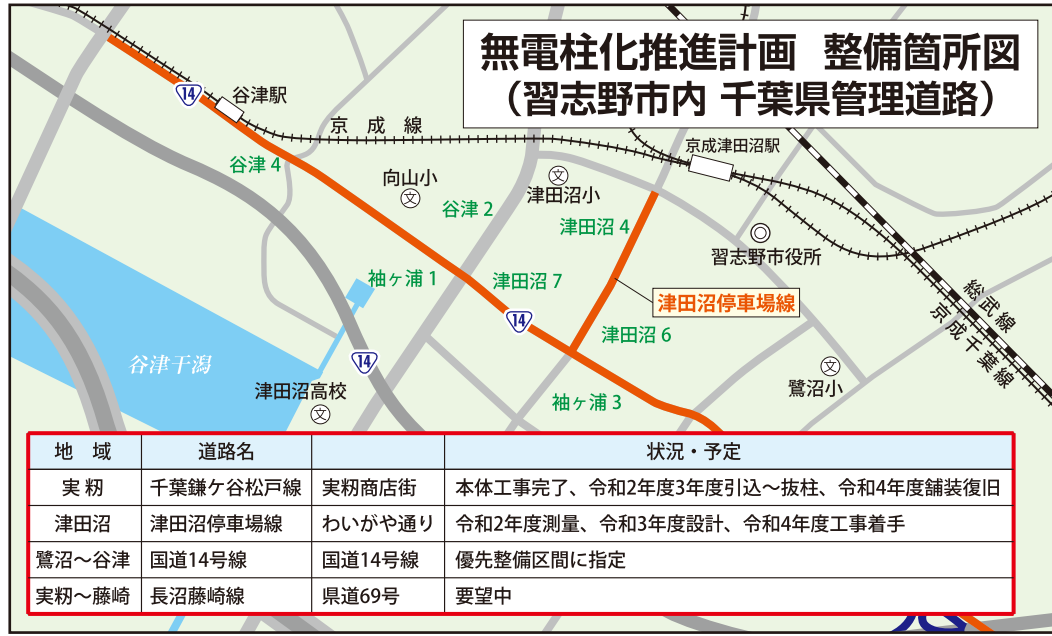 無電柱化推進計画 整備箇所図
（習志野市内 千葉県管理道路）
14
谷津駅
京成線
京成津田沼駅
谷津 4
向山小
文
谷津 2
文
津田沼小
津田沼 4
習志野市役所
袖ヶ浦 1
津田沼 7
津田沼停車場線
14
津田沼 6
総武線
京成千葉線
谷津干潟
14
津田沼高校
文
文
鷺沼小
袖ヶ浦 3
地 域 道路名 状況・予定
実 籾 千葉鎌ケ谷松戸線 実籾商店街 本体工事完了、令和2年度3年度引込～抜柱、令和4年度舗装復旧
津田沼 津田沼停車場線 わいがや通り 令和2年度測量、令和3年度設計、令和4年度工事着手
鷺沼～谷津 国道14号線 国道14号線 優先整備区間に指定
実籾～藤崎 長沼藤崎線 県道69号 要望中